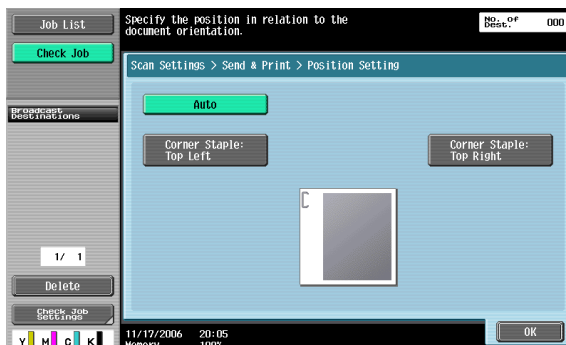 Job List
Check Job
Broadcast
Destinations
1/ 1
Delete
Check Job
Settings
Y M C K
Specify the position in relation to the
document orientation.
No. of
Dest.
000
Scan Settings > Send & Print > Position Setting
Auto
Corner Staple:
Top Left
Corner Staple:
Top Right
11/17/2006 20:05
Memory 100%
OK